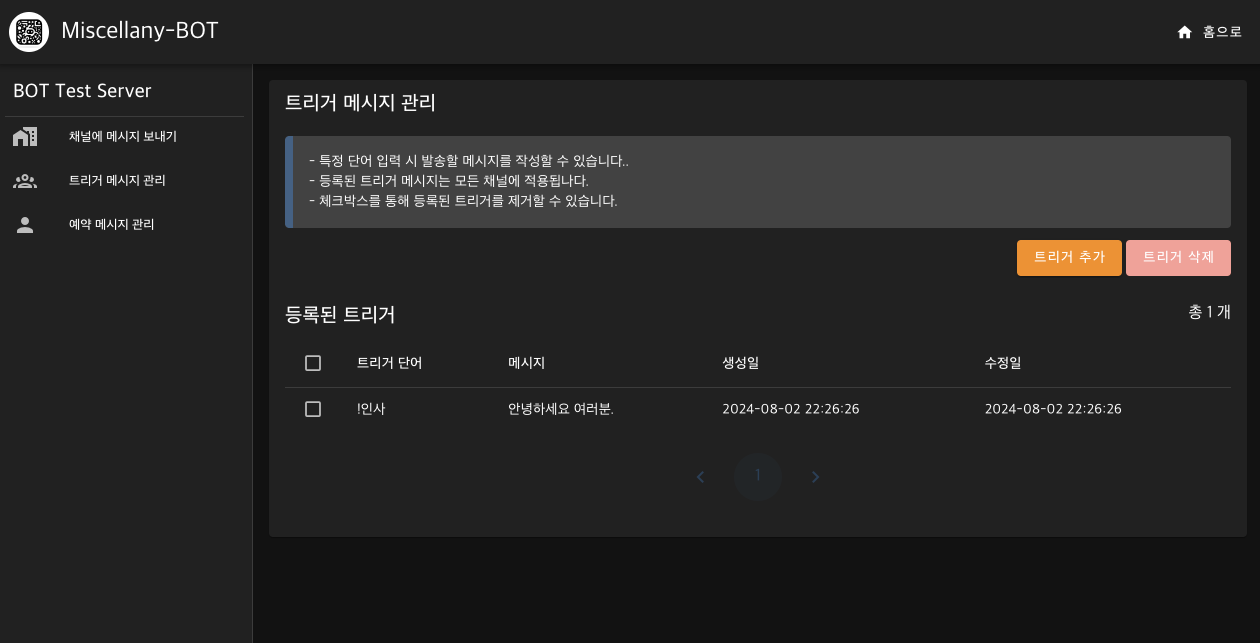 Miscellany-BOT
홈으로
BOT Test Server
채널에 메시지 보내기
트리거 메시지 관리
예약 메시지 관리
트리거 메시지 관리
- 특정 단어 입력 시 발송할 메시지를 작성할 수 있습니다..
- 등록된 트리거 메시지는 모든 채널에 적용됩나다.
- 체크박스를 통해 등록된 트리거를 제거할 수 있습니다.
트리거 추가 트리거 삭제
등록된 트리거 총 1 개
트리거 단어 메시지 생성일 수정일
!인사 안녕하세요 여러분. 2024-08-02 22:26:26 2024-08-02 22:26:26
1